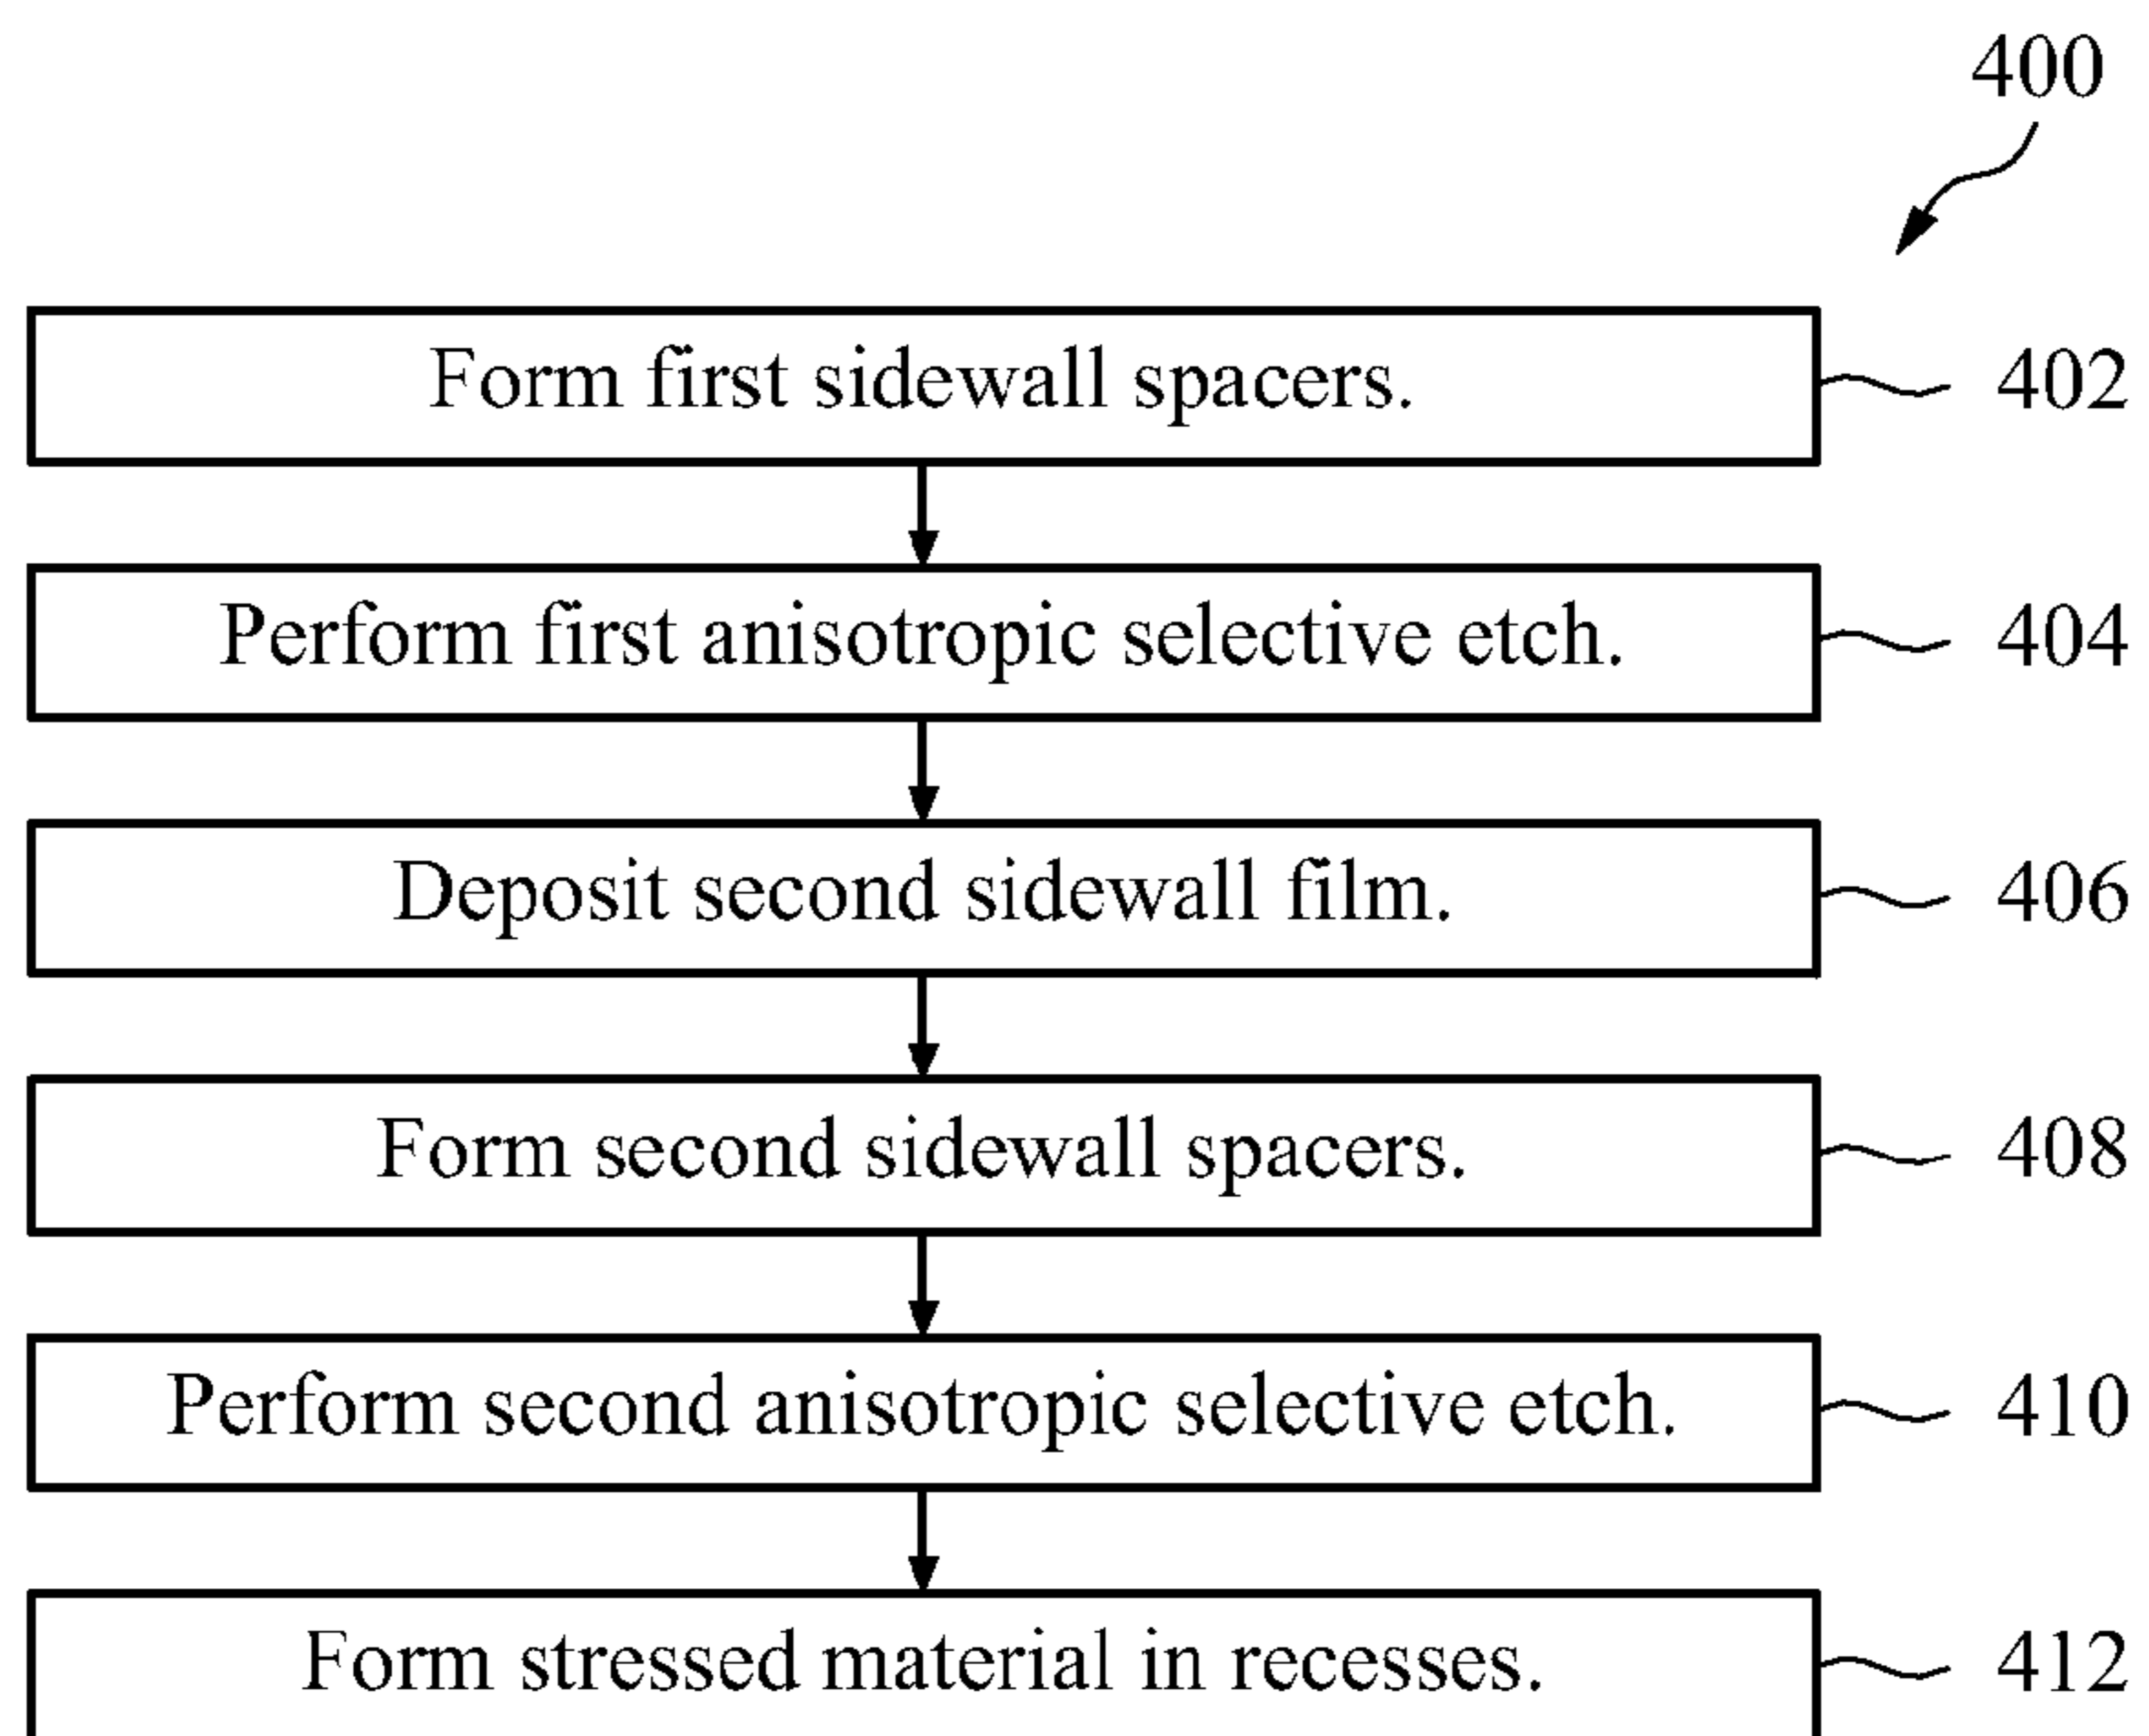 400
Form first sidewall spacers. 402
Perform first anisotropic selective etch. 404
Deposit second sidewall film. 406
Form second sidewall spacers. 408
Perform second anisotropic selective etch. 410
Form stressed material in recesses. 412